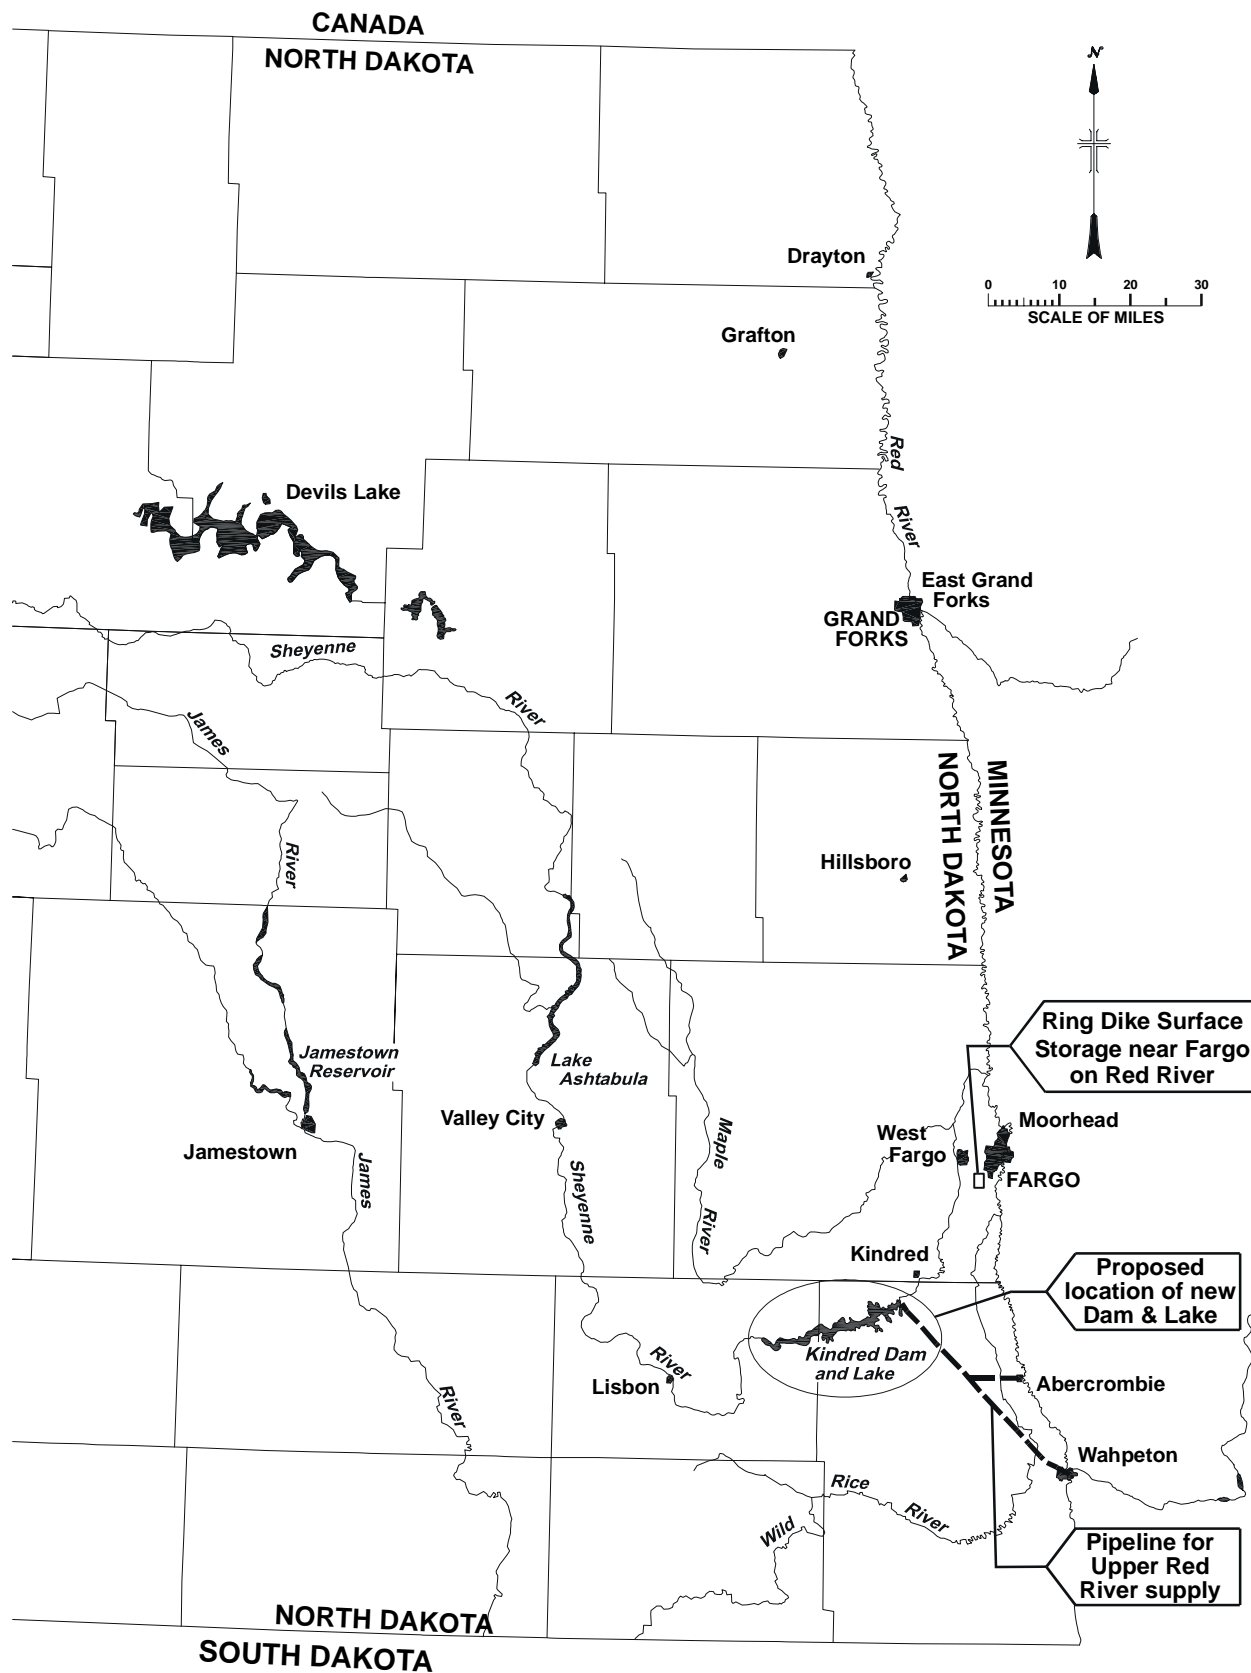 CANADA
NORTH DAKOTA
N
Drayton
0 10 20 30
SCALE OF MILES
Grafton
Red
River
Devils Lake
East Grand
Forks
GRAND
FORKS
Sheyenne
River
James
River
MINNESOTA
NORTH DAKOTA
Hillsboro
Ring Dike Surface
Storage near Fargo
on Red River
Jamestown
Reservoir
Lake
Ashtabula
Valley City
Moorhead
West
Fargo
Maple
River
Jamestown
James
River
Sheyenne
River
FARGO
Kindred
Proposed
location of new
Dam & Lake
Kindred Dam
and Lake
Lisbon
Abercrombie
Wahpeton
Rice
River
Wild
Pipeline for
Upper Red
River supply
NORTH DAKOTA
SOUTH DAKOTA